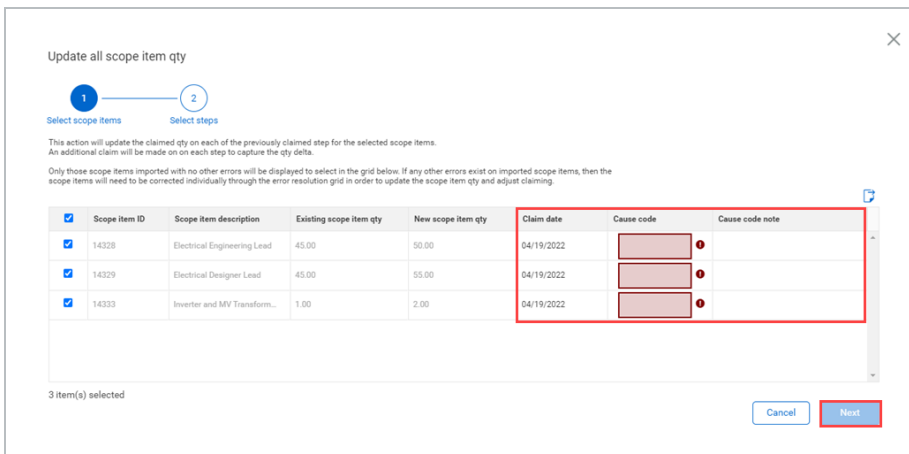 Update all scope item qty
1
2
Select scope items
Select steps
This action will update the claimed qty on each of the previously claimed step for the selected scope items.
An additional claim will be made on on each step to capture the qty delta.
Only those scope items imported with no other errors will be displayed to select in the grid below. If any other errors exist on imported scope items, then the
scope items will need to be corrected individually through the error resolution grid in order to update the scope item qty and adjust claiming.
Scope item ID Scope item description Existing scope item qty New scope item qty Claim date Cause code Cause code note
14328 Electrical Engineering Lead 45.00 50.00 04/19/2022
14329 Electrical Designer Lead 45.00 55.00 04/19/2022
14333 Inverter and MV Transform... 1.00 2.00 04/19/2022
3 item(s) selected
Cancel Next